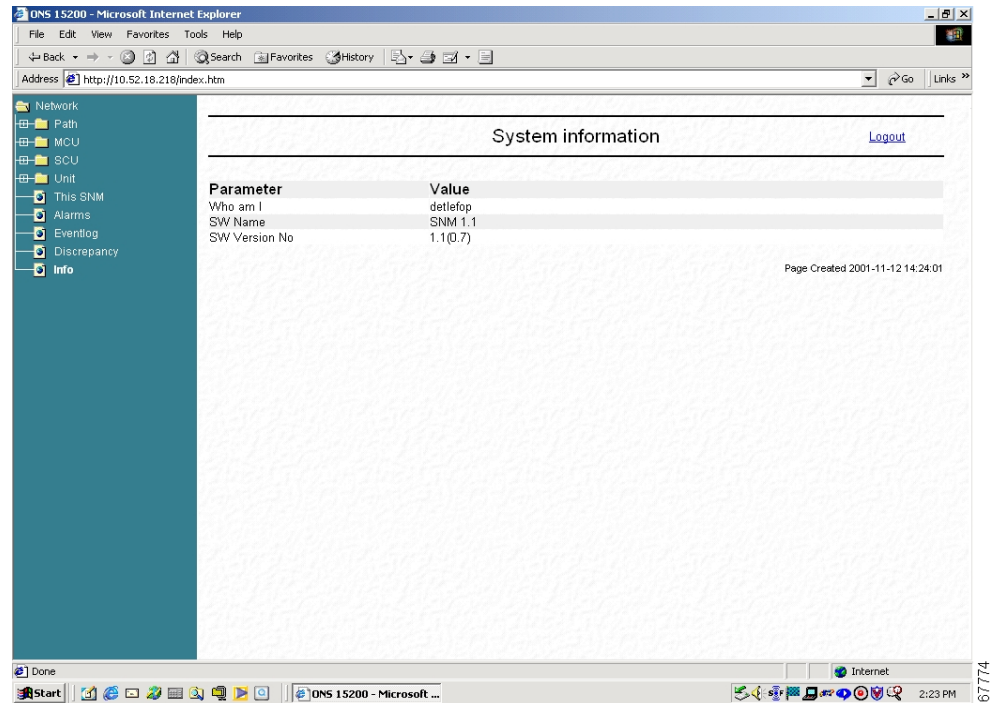 ONS 15200 - Microsoft Internet Explorer
File Edit View Favorites Tools Help
Back Search Favorites History
Address http://10.52.18.218/index.htm Go Links »
Network
Path
MCU
SCU
Unit
This SNM
Alarms
Eventlog
Discrepancy
Info
System information Logout
Parameter Value
Who am I detlefop
SW Name SNM 1.1
SW Version No 1.1(0.7)
Page Created 2001-11-12 14:24:01
Done Internet
Start ONS 15200 - Microsoft ... 2:23 PM
67774